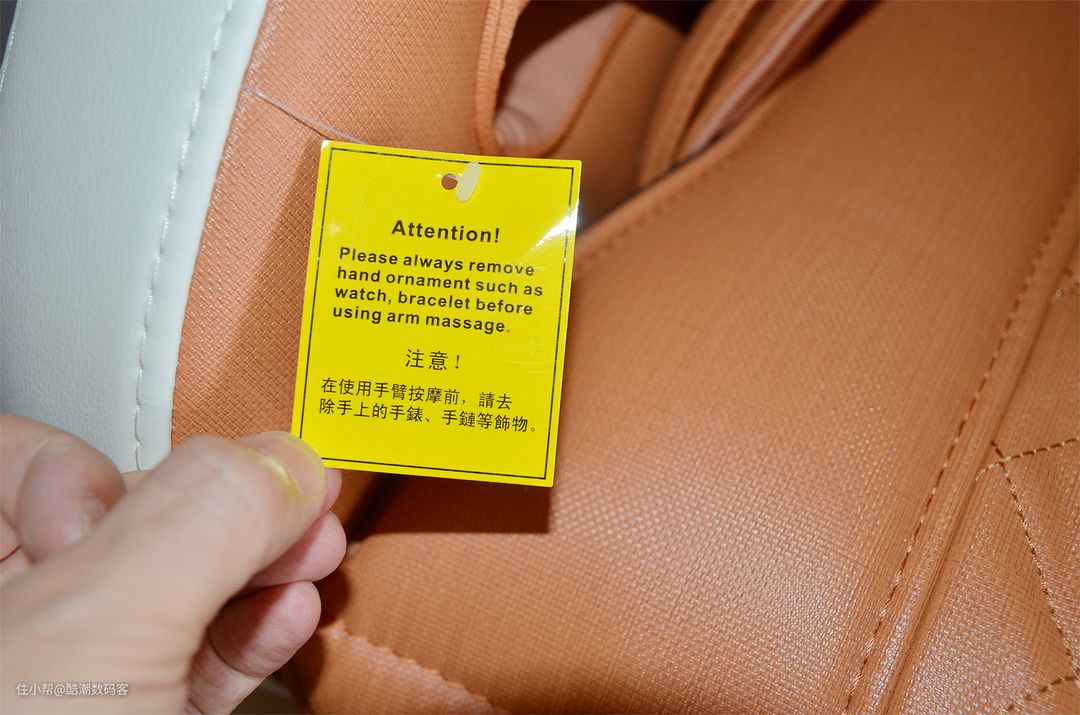 Attention!
Please always remove
hand ornament such as
watch, bracelet before
using arm massage.
注意！
在使用手臂按摩前，請去
除手上的手錶、手鏈等飾物。
住小帮@酷潮数码客